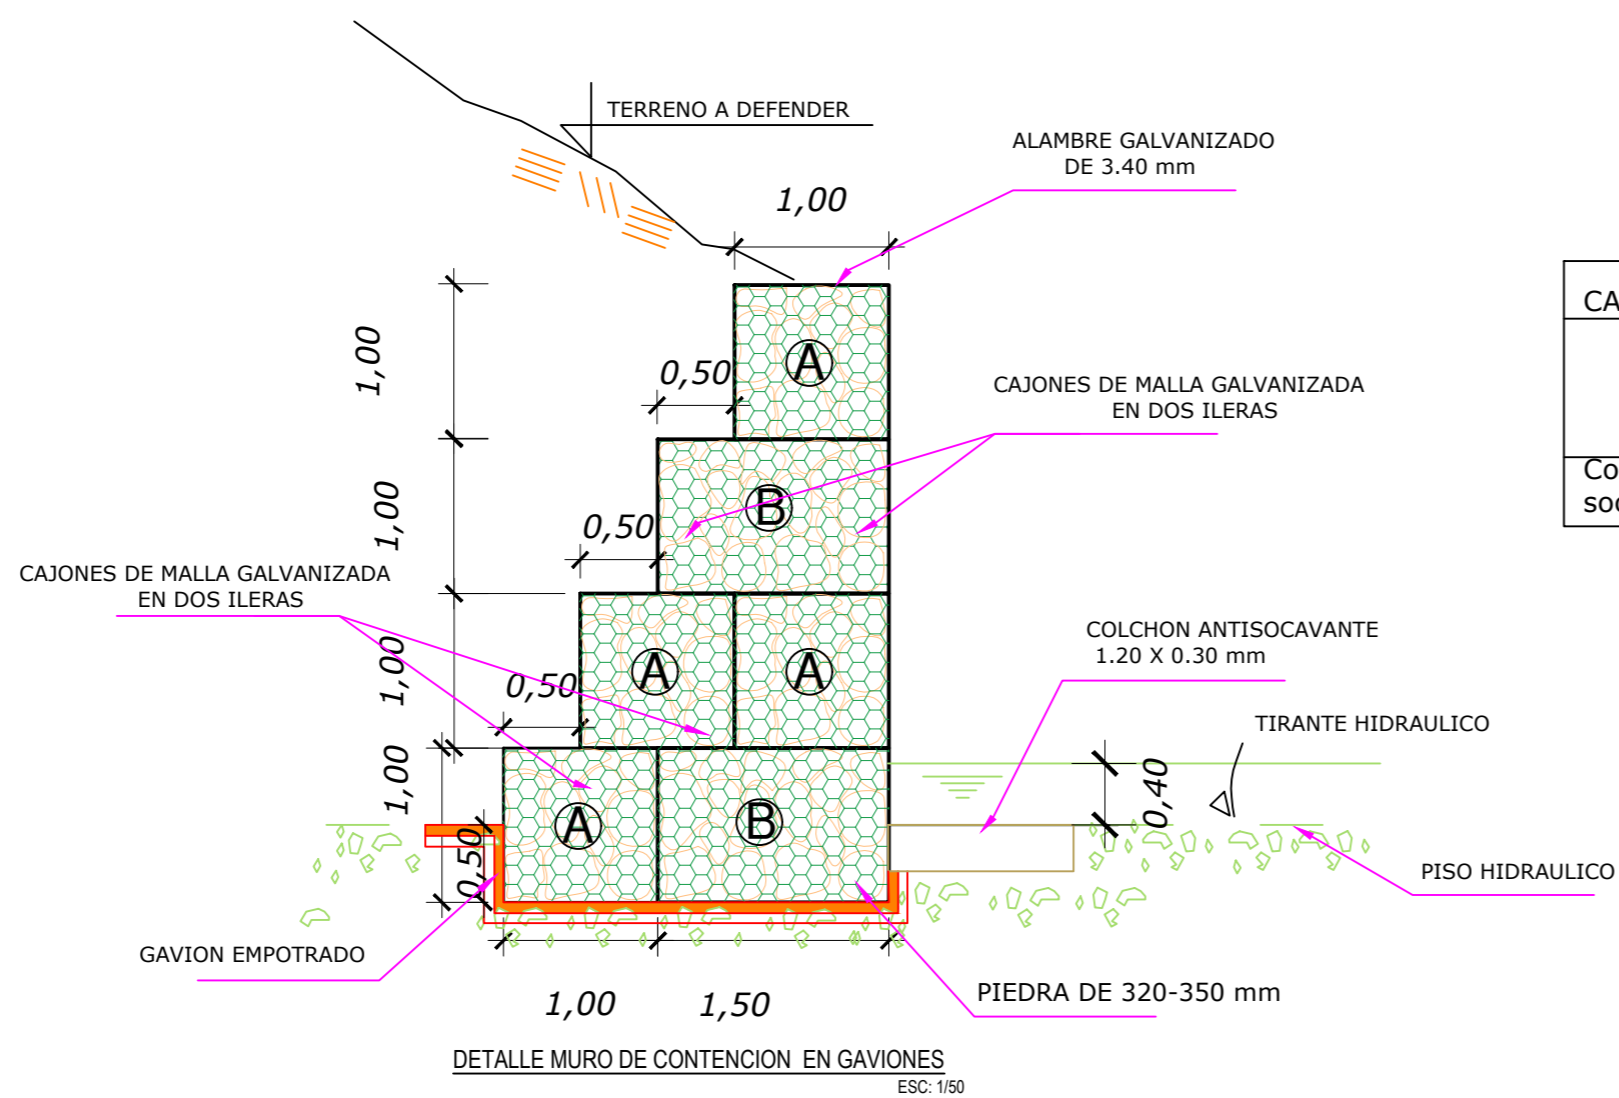 TERRENO A DEFENDER
ALAMBRE GALVANIZADO
DE 3.40 mm
1,00
CA
1,00
A
0,50
CAJONES DE MALLA GALVANIZADA
EN DOS ILERAS
Co
soc
1,00
B
0,50
CAJONES DE MALLA GALVANIZADA
EN DOS ILERAS
1,00
A
A
0,50
COLCHON ANTISOCAVANTE
1.20 X 0.30 mm
TIRANTE HIDRAULICO
1,00
0,40
A
B
0,50
PISO HIDRAULICO
GAVION EMPOTRADO
PIEDRA DE 320-350 mm
1,00
1,50
DETALLE MURO DE CONTENCION EN GAVIONES
ESC: 1/50